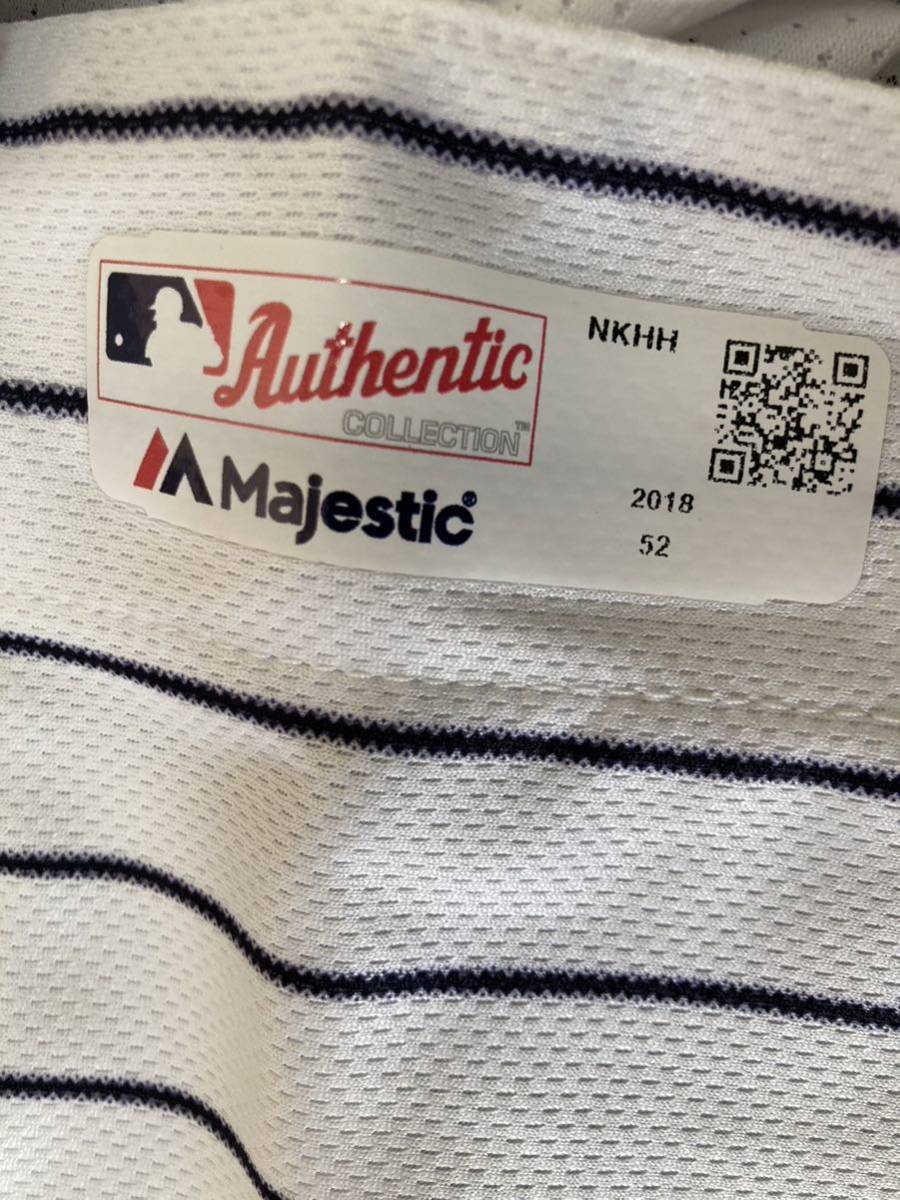 Authentic
COLLECTION™
Majestic®
NKHH
2018
52